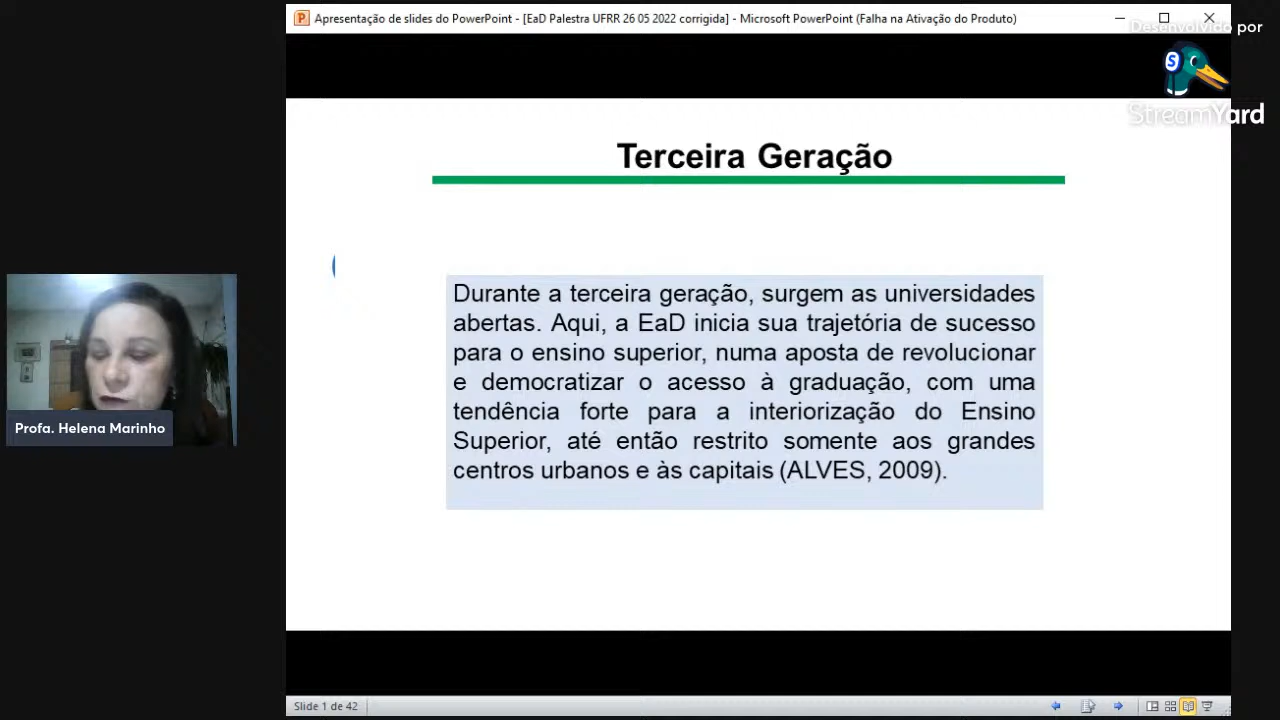 Apresentação de slides do PowerPoint - [EaD Palestra UFRR 26 05 2022 corrigida] - Microsoft PowerPoint (Falha na Ativação do Produto)
Desenvolvido por
S
StreamYard
Terceira Geração
Durante a terceira geração, surgem as universidades
abertas. Aqui, a EaD inicia sua trajetória de sucesso
para o ensino superior, numa aposta de revolucionar
e democratizar o acesso à graduação, com uma
tendência forte para a interiorização do Ensino
Superior, até então restrito somente aos grandes
centros urbanos e às capitais (ALVES, 2009).
Profa. Helena Marinho
Slide 1 de 42